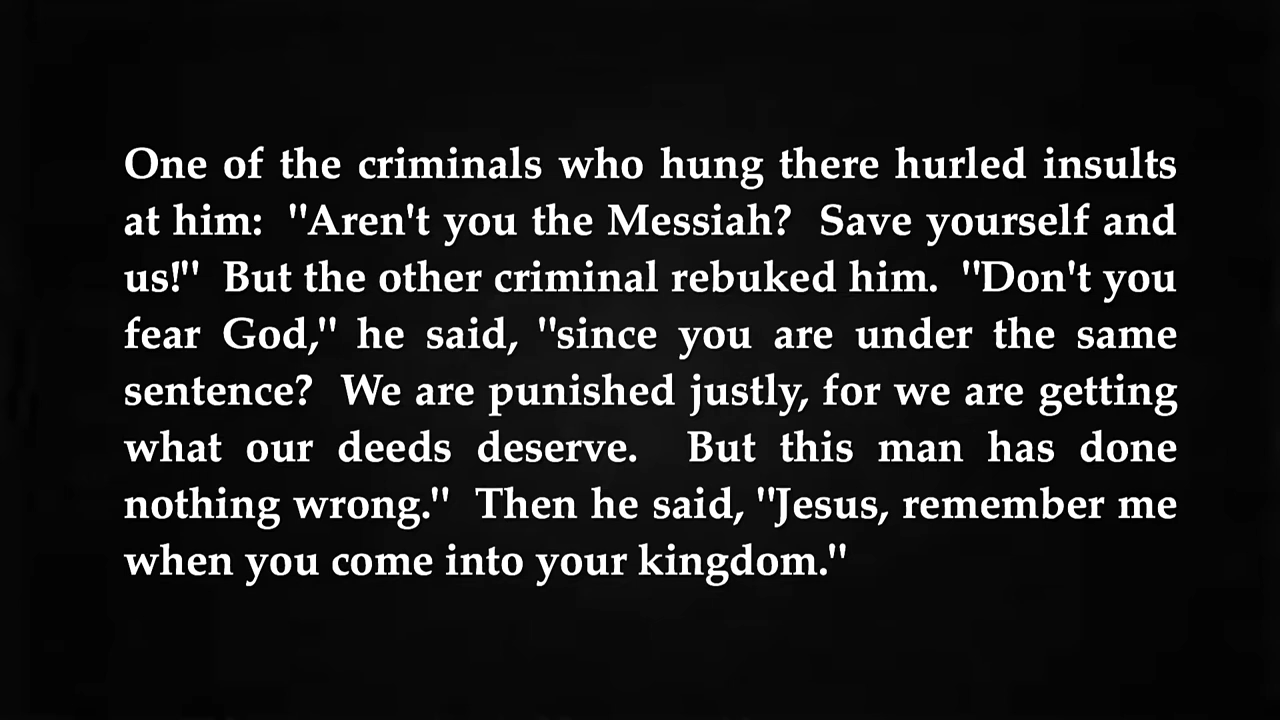 One of the criminals who hung there hurled insults
at him:  "Aren't you the Messiah?  Save yourself and
us!"  But the other criminal rebuked him.  "Don't you
fear God," he said, "since you are under the same
sentence?  We are punished justly, for we are getting
what our deeds deserve.  But this man has done
nothing wrong."  Then he said, "Jesus, remember me
when you come into your kingdom."